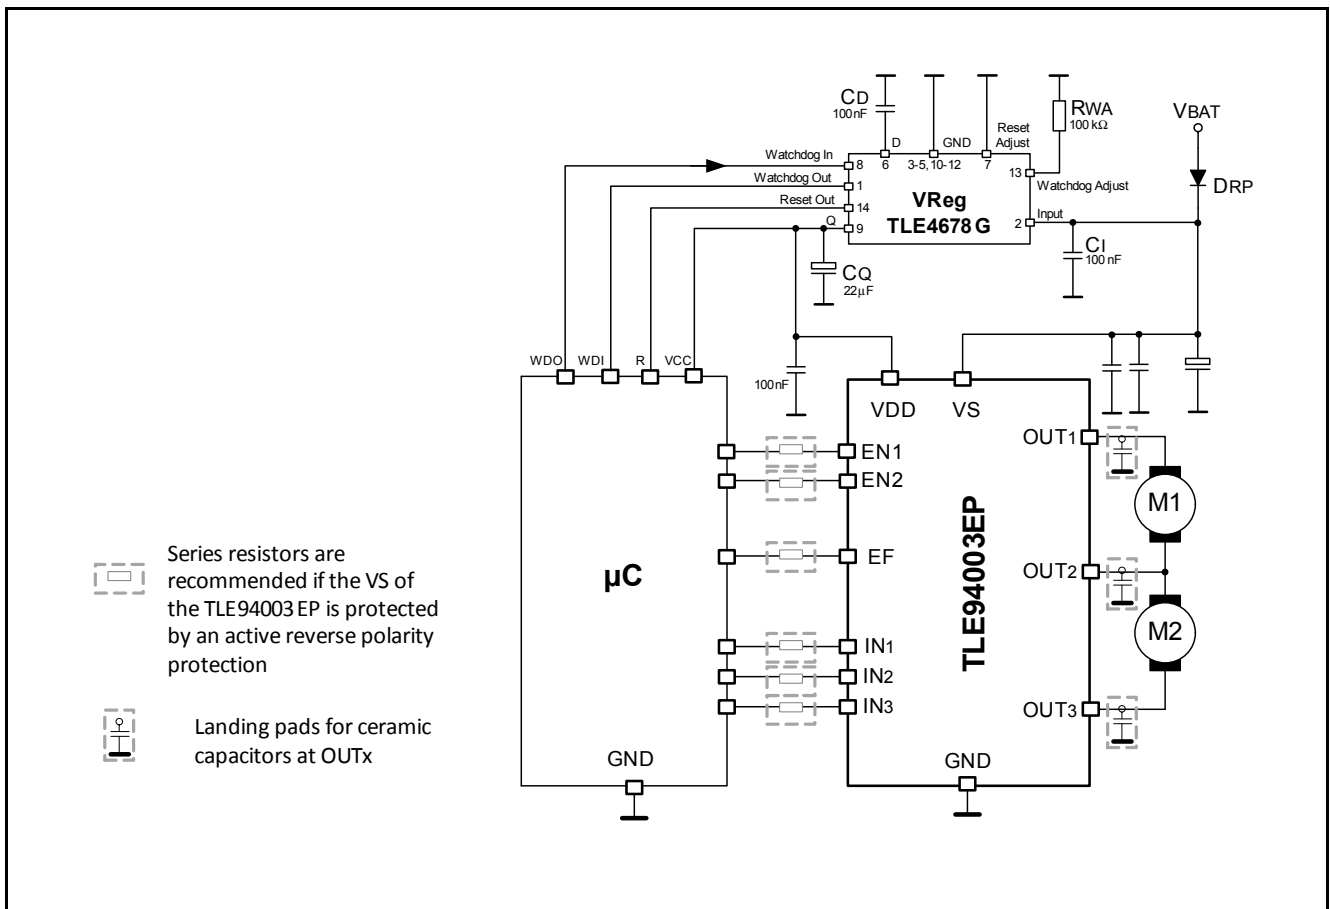 CD
100nF
RWA
100 kΩ
VBAT
D
GND
Reset
Adjust
Watchdog In
8
6
3-5, 10-12
7
13
Watchdog Adjust
DRP
Watchdog Out
1
VReg
Reset Out
14
TLE4678 G
2
Input
Q
9
CI
100 nF
CQ
22µF
WDO
WDI
R
VCC
100nF
VDD
VS
OUT1
EN1
EN2
M1
EF
OUT2
µC
TLE94003EP
M2
IN1
IN2
IN3
OUT3
GND
GND
Series resistors are
recommended if the VS of
the TLE94003 EP is protected
by an active reverse polarity
protection
Landing pads for ceramic
capacitors at OUTx